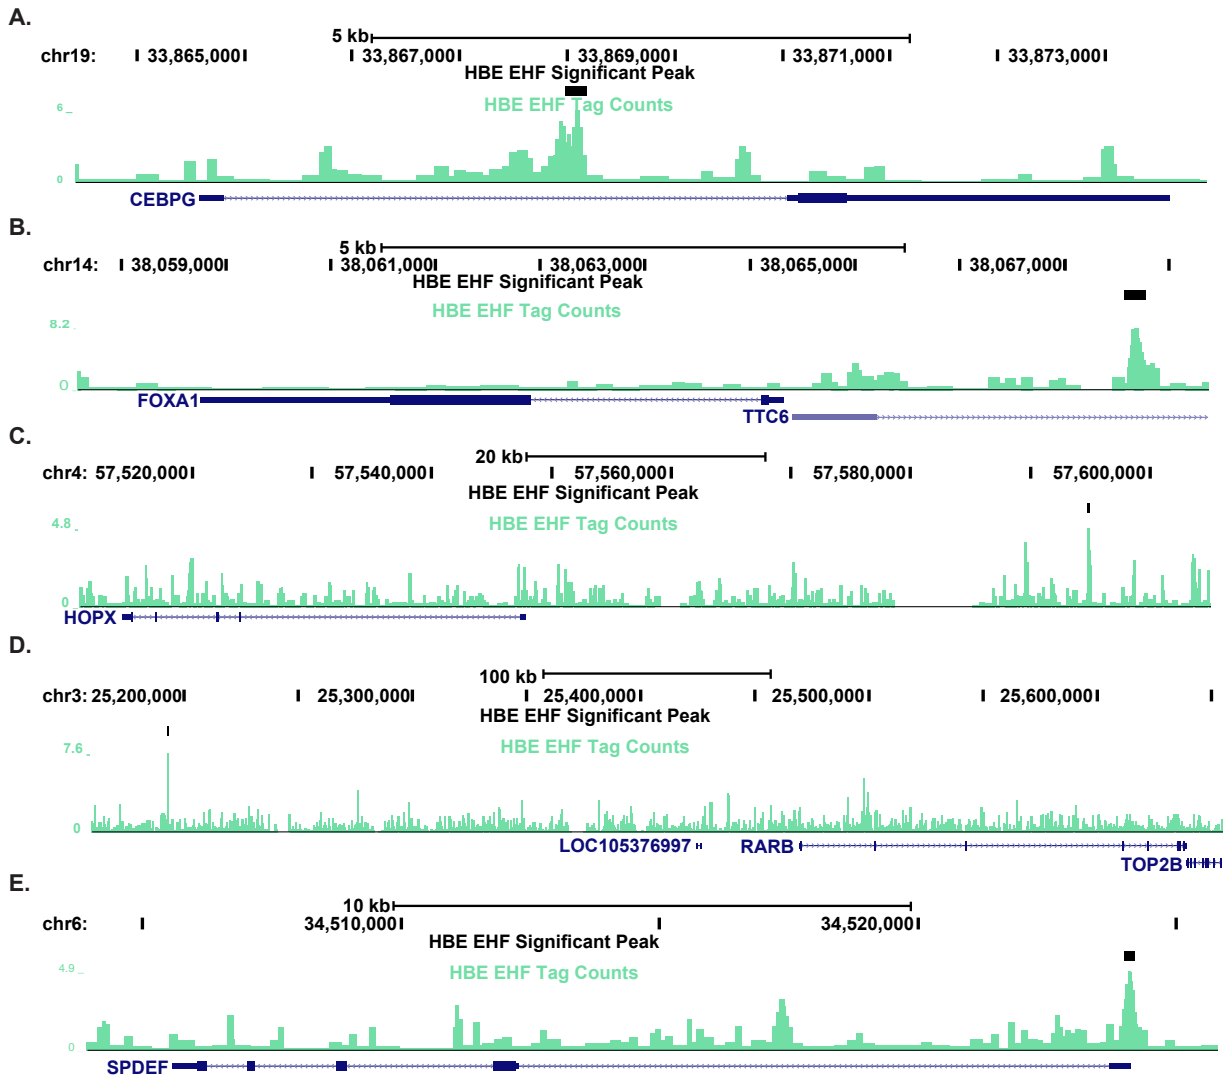 A.
5 kb
chr19: 33,865,000 33,867,000 33,869,000 33,871,000 33,873,000
HBE EHF Significant Peak
HBE EHF Tag Counts
6
0
CEBPG
B.
5 kb
chr14: 38,059,000 38,061,000 38,063,000 38,065,000 38,067,000
HBE EHF Significant Peak
HBE EHF Tag Counts
8.2
0
FOXA1
TTC6
C.
20 kb
chr4: 57,520,000 57,540,000 57,560,000 57,580,000 57,600,000
HBE EHF Significant Peak
HBE EHF Tag Counts
4.8
0
HOPX
D.
100 kb
chr3: 25,200,000 25,300,000 25,400,000 25,500,000 25,600,000
HBE EHF Significant Peak
HBE EHF Tag Counts
7.6
0
LOC105376997 RARB
TOP2B
E.
10 kb
chr6: 34,510,000 34,520,000
HBE EHF Significant Peak
HBE EHF Tag Counts
4.9
0
SPDEF